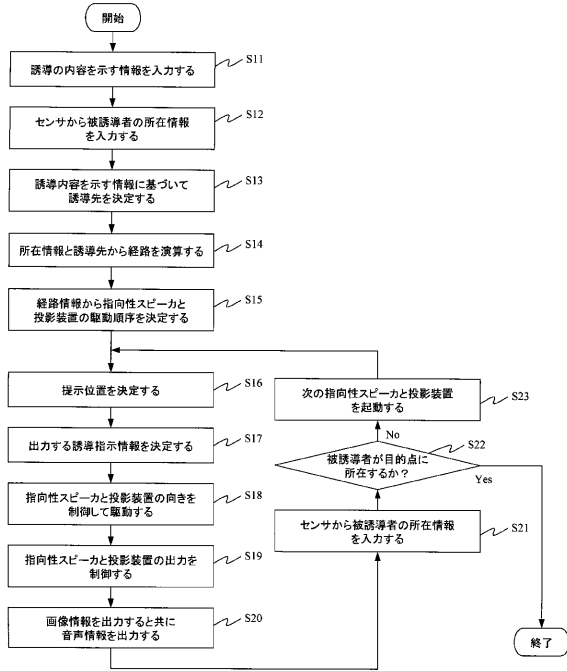 開始
誘導の内容を示す情報を入力する
S11
センサから被誘導者の所在情報
を入力する
S12
誘導内容を示す情報に基づいて
誘導先を決定する
S13
所在情報と誘導先から経路を演算する
S14
経路情報から指向性スピーカと
投影装置の駆動順序を決定する
S15
提示位置を決定する
S16
出力する誘導指示情報を決定する
S17
指向性スピーカと投影装置の向きを
制御して駆動する
S18
指向性スピーカと投影装置の出力を
制御する
S19
画像情報を出力すると共に
音声情報を出力する
S20
センサから被誘導者の所在情報
を入力する
S21
被誘導者が目的点に
所在するか?
S22
No
Yes
次の指向性スピーカと投影装置
を起動する
S23
終了